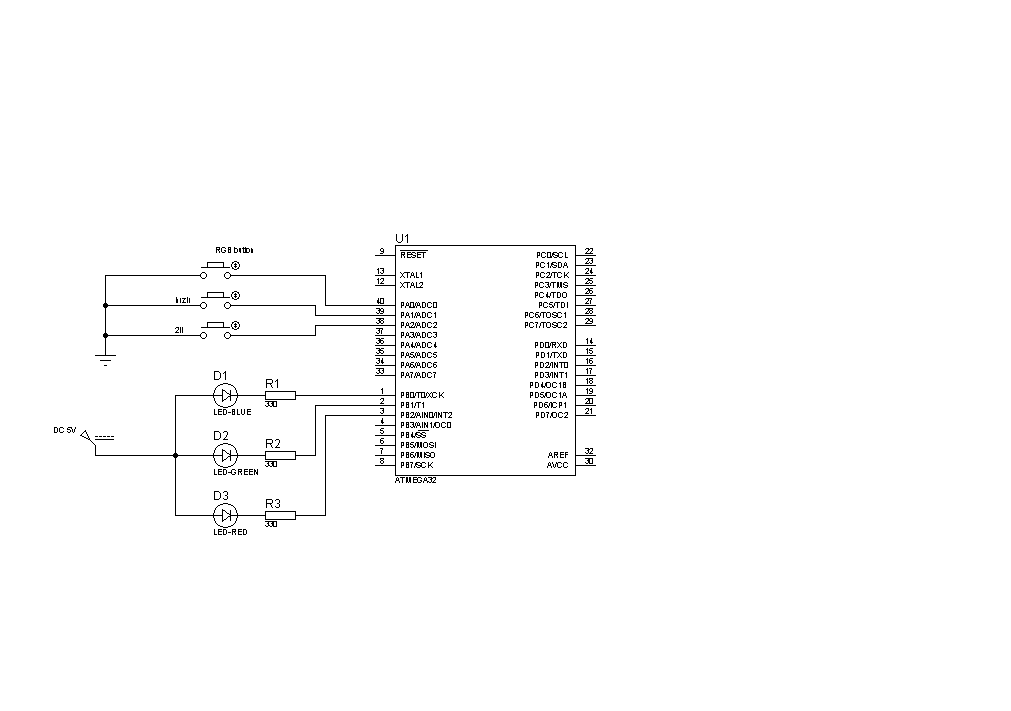 U1
RGB button
9 RESET
13 XTAL1
12 XTAL2
40 PA0/ADC0
39 PA1/ADC1
38 PA2/ADC2
37 PA3/ADC3
36 PA4/ADC4
35 PA5/ADC5
34 PA6/ADC6
33 PA7/ADC7
1 PB0/T0/XCK
2 PB1/T1
3 PB2/AIN0/INT2
4 PB3/AIN1/OC0
5 PB4/SS
6 PB5/MOSI
7 PB6/MISO
8 PB7/SCK
PC0/SCL 22
PC1/SDA 23
PC2/TCK 24
PC3/TMS 25
PC4/TDO 26
PC5/TDI 27
PC6/TOSC1 28
PC7/TOSC2 29
PD0/RXD 14
PD1/TXD 15
PD2/INT0 16
PD3/INT1 17
PD4/OC1B 18
PD5/OC1A 19
PD6/ICP1 20
PD7/OC2 21
AREF 32
AVCC 30
ATMEGA32
D1
R1
330
LED-BLUE
DC 5V
D2
R2
330
LED-GREEN
D3
R3
330
LED-RED